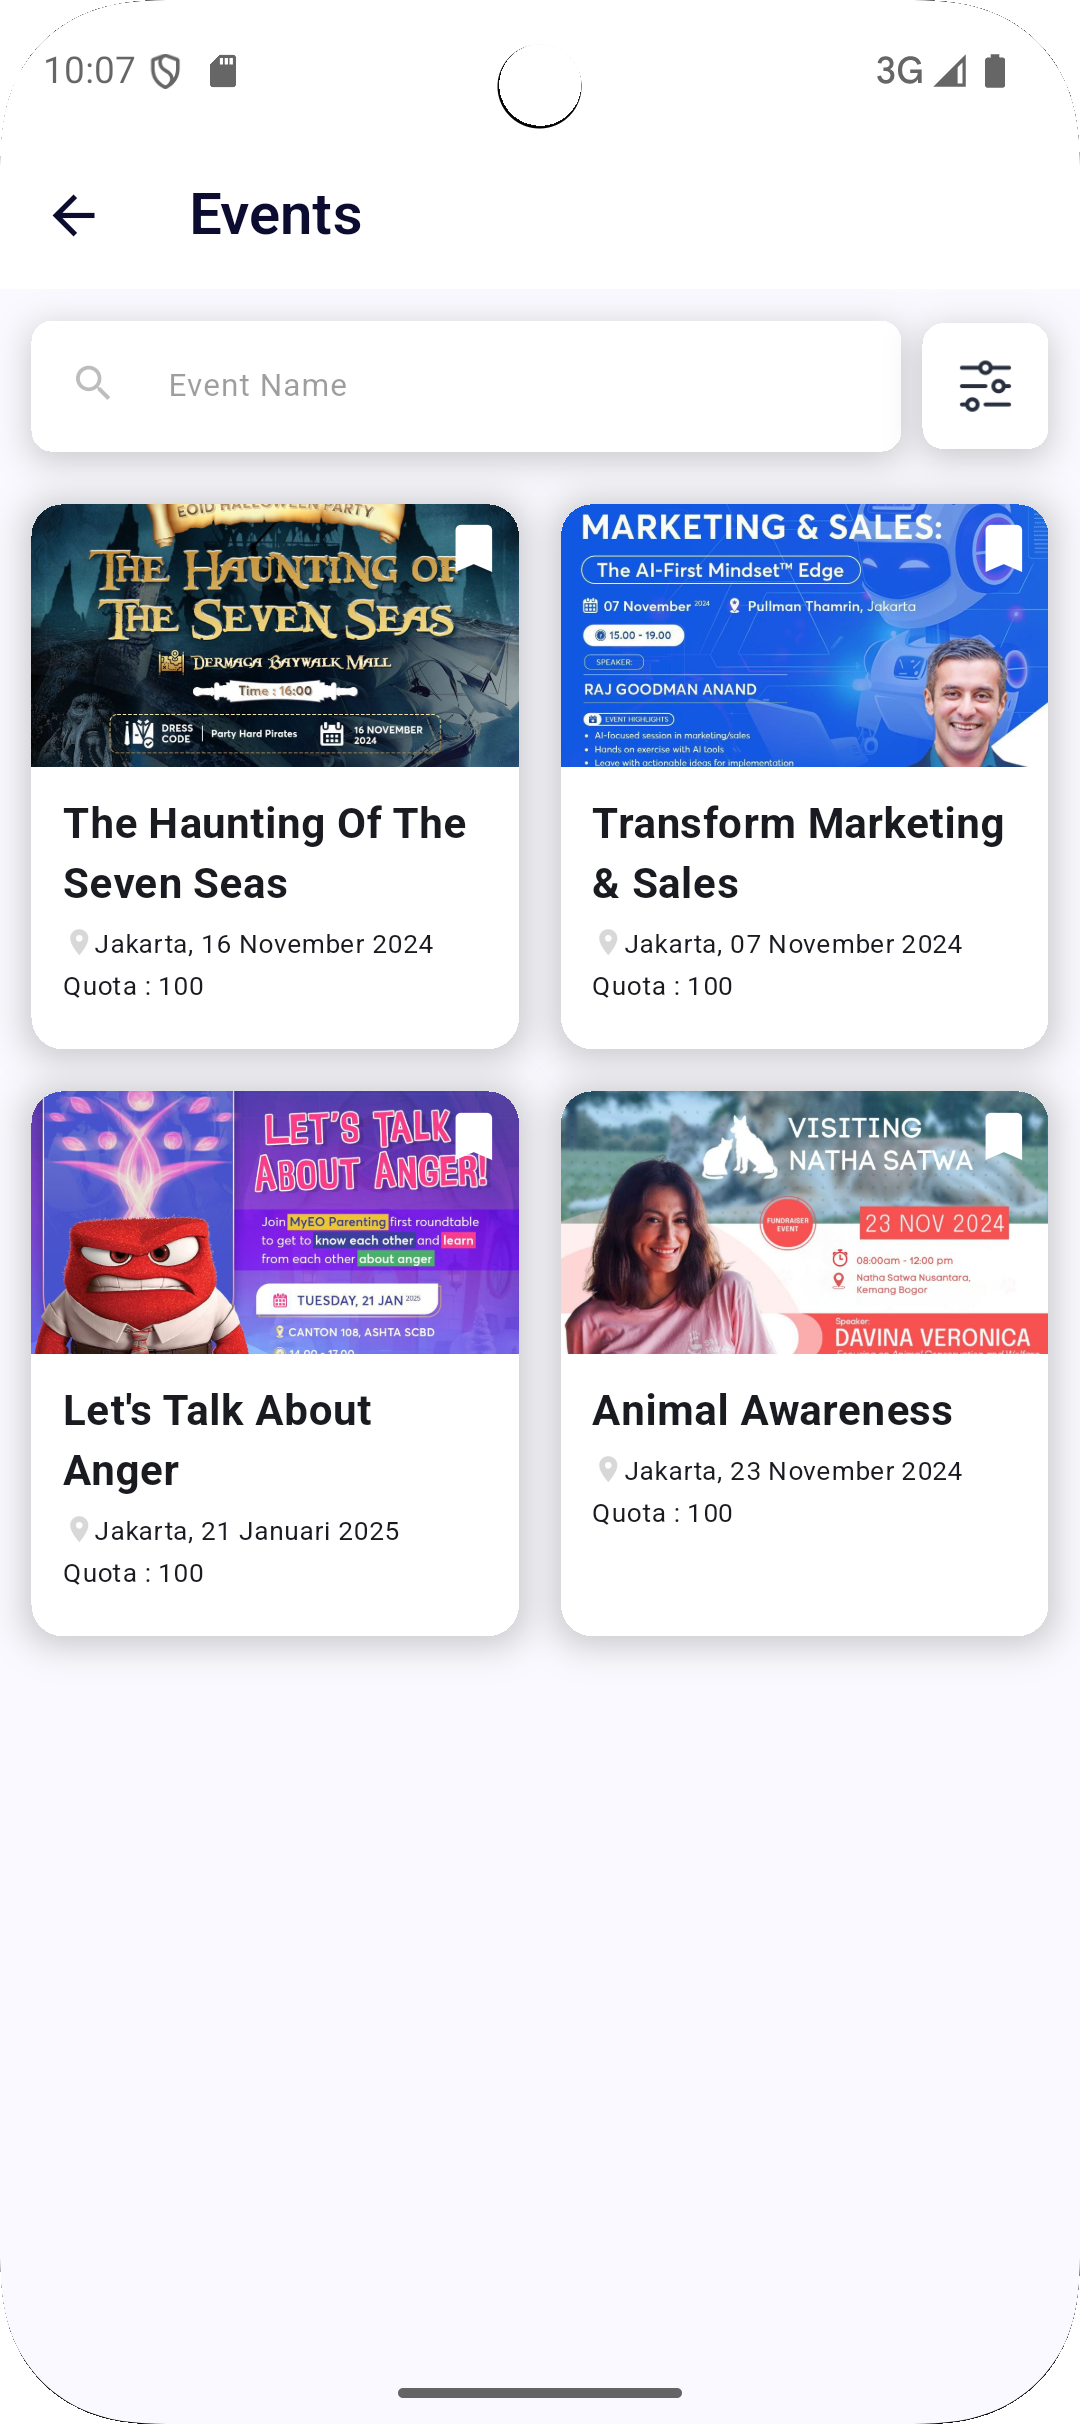 10:07
3G
Events
Event Name
EOID HALLOWEEN PARTY
THE HAUNTING OF
THE SEVEN SEAS
DERMAGA BAYWALK MALL
Time : 16:00
DRESS CODE
Party Hard Pirates
16 NOVEMBER 2024
The Haunting Of The
Seven Seas
Jakarta, 16 November 2024
Quota : 100
MARKETING & SALES:
The AI-First Mindset™ Edge
07 November 2024
Pullman Thamrin, Jakarta
15.00 - 19.00
SPEAKER:
RAJ GOODMAN ANAND
EVENT HIGHLIGHTS
• AI-focused session in marketing/sales
• Hands on exercise with AI tools
• Leave with actionable ideas for implementation
Transform Marketing
& Sales
Jakarta, 07 November 2024
Quota : 100
LET'S TALK
ABOUT ANGER!
Join MyEO Parenting first roundtable
to get to know each other and learn
from each other about anger
TUESDAY, 21 JAN 2025
CANTON 108, ASHTA SCBD
14.00 - 17.00
Let's Talk About
Anger
Jakarta, 21 Januari 2025
Quota : 100
VISITING
NATHA SATWA
FUNDRAISER
EVENT
23 NOV 2024
08:00am - 12:00 pm
Natha Satwa Nusantara,
Kemang Bogor
Speaker:
DAVINA VERONICA
Animal Awareness
Jakarta, 23 November 2024
Quota : 100